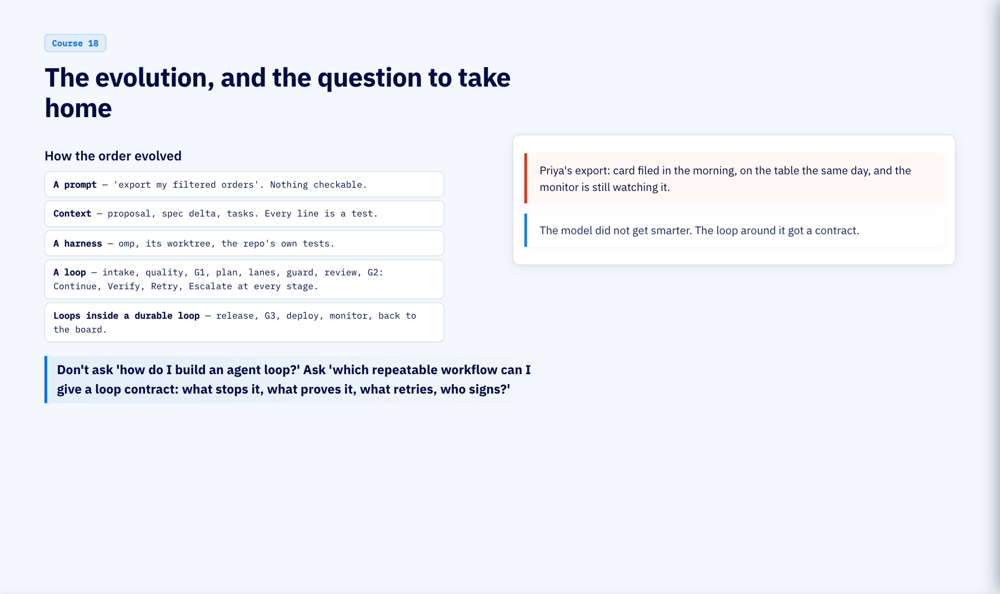 Course 18
The evolution, and the question to take
home
How the order evolved
A prompt — 'export my filtered orders'. Nothing checkable.
Context — proposal, spec delta, tasks. Every line is a test.
A harness — omp, its worktree, the repo's own tests.
A loop — intake, quality, G1, plan, lanes, guard, review, G2:
Continue, Verify, Retry, Escalate at every stage.
Loops inside a durable loop — release, G3, deploy, monitor, back to
the board.
Don't ask 'how do I build an agent loop?' Ask 'which repeatable workflow can I
give a loop contract: what stops it, what proves it, what retries, who signs?'
Priya's export: card filed in the morning, on the table the same day, and the
monitor is still watching it.
The model did not get smarter. The loop around it got a contract.